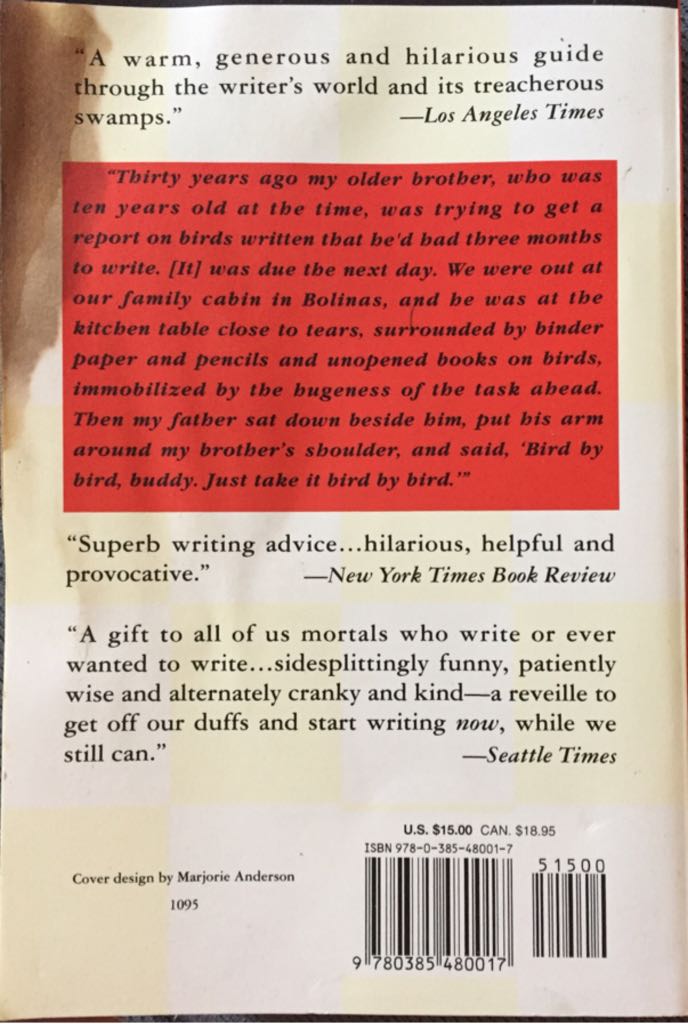 “A warm, generous and hilarious guide
through the writer’s world and its treacherous
swamps.” —Los Angeles Times
“Thirty years ago my older brother, who was
ten years old at the time, was trying to get a
report on birds written that he'd had three months
to write. [It] was due the next day. We were out at
our family cabin in Bolinas, and he was at the
kitchen table close to tears, surrounded by binder
paper and pencils and unopened books on birds,
immobilized by the hugeness of the task ahead.
Then my father sat down beside him, put his arm
around my brother’s shoulder, and said, ‘Bird by
bird, buddy. Just take it bird by bird.’”
“Superb writing advice...hilarious, helpful and
provocative.” —New York Times Book Review
“A gift to all of us mortals who write or ever
wanted to write...sidesplittingly funny, patiently
wise and alternately cranky and kind—a reveille to
get off our duffs and start writing now, while we
still can.” —Seattle Times
U.S. $15.00 CAN. $18.95
ISBN 978-0-385-48001-7
51500
Cover design by Marjorie Anderson
1095
9 780385 480017